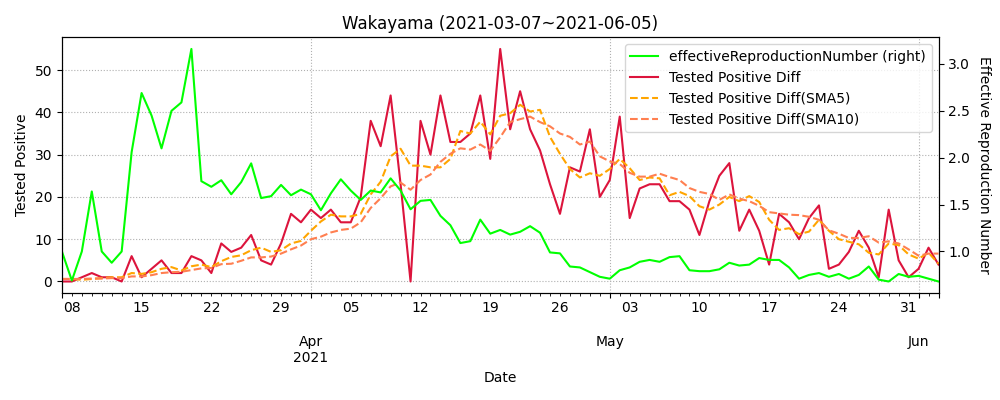 Wakayama (2021-03-07~2021-06-05)
effectiveReproductionNumber (right)
Tested Positive Diff
Tested Positive Diff(SMA5)
Tested Positive Diff(SMA10)
Tested Positive
50
40
30
20
10
0
3.0
2.5
2.0
1.5
1.0
Effective Reproduction Number
08 15 22 29 05 12 19 26 03 10 17 24 31
Apr May Jun
2021
Date